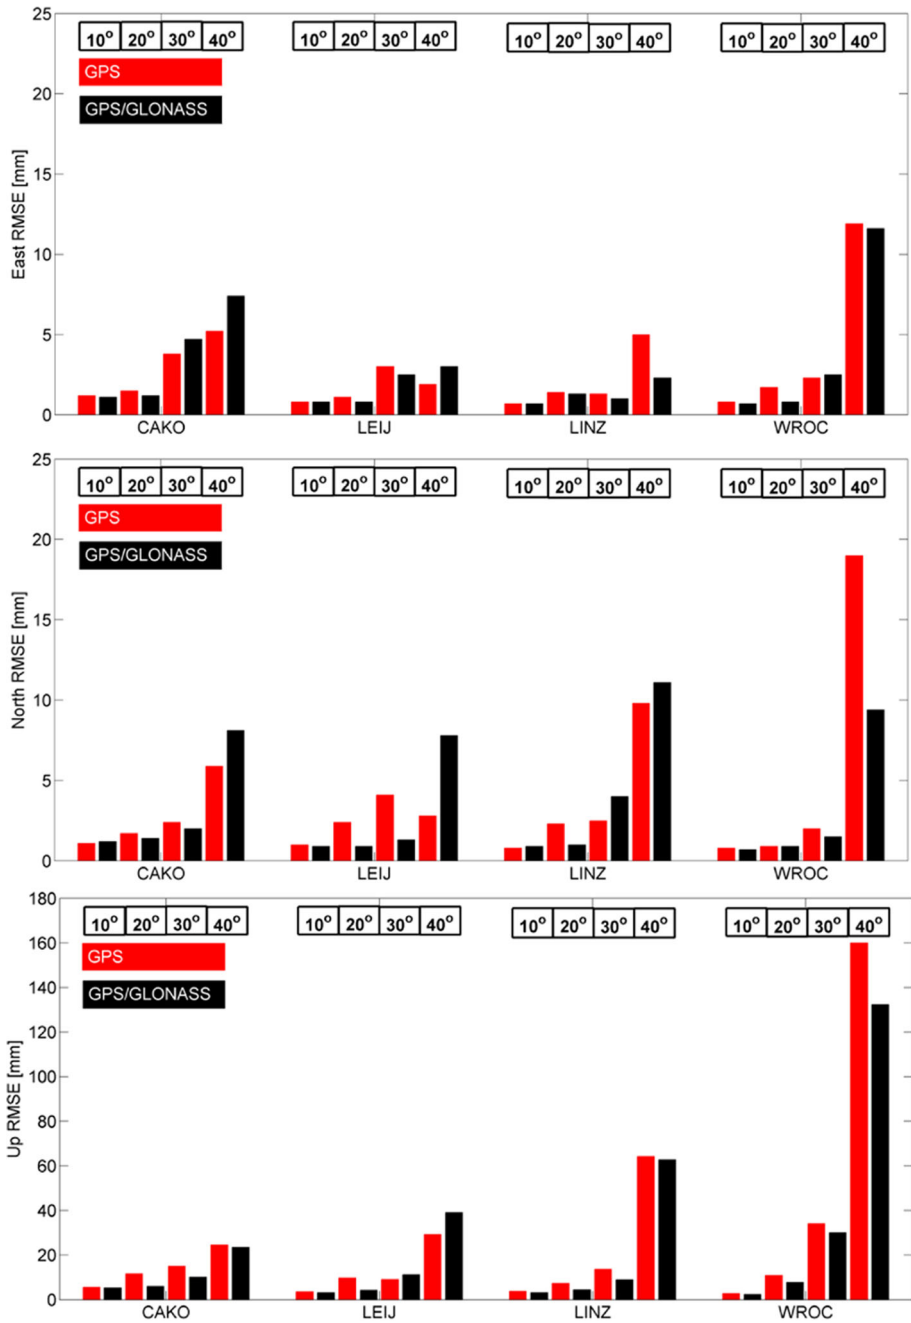 25
10° 20° 30° 40° 10° 20° 30° 40° 10° 20° 30° 40° 10° 20° 30° 40°
GPS
20
GPS/GLONASS
15
East RMSE [mm]
10
5
0
CAKO LEIJ LINZ WROC
25
10° 20° 30° 40° 10° 20° 30° 40° 10° 20° 30° 40° 10° 20° 30° 40°
GPS
20
GPS/GLONASS
15
North RMSE [mm]
10
5
0
CAKO LEIJ LINZ WROC
180
10° 20° 30° 40° 10° 20° 30° 40° 10° 20° 30° 40° 10° 20° 30° 40°
160
GPS
140
GPS/GLONASS
120
100
Up RMSE [mm]
80
60
40
20
0
CAKO LEIJ LINZ WROC